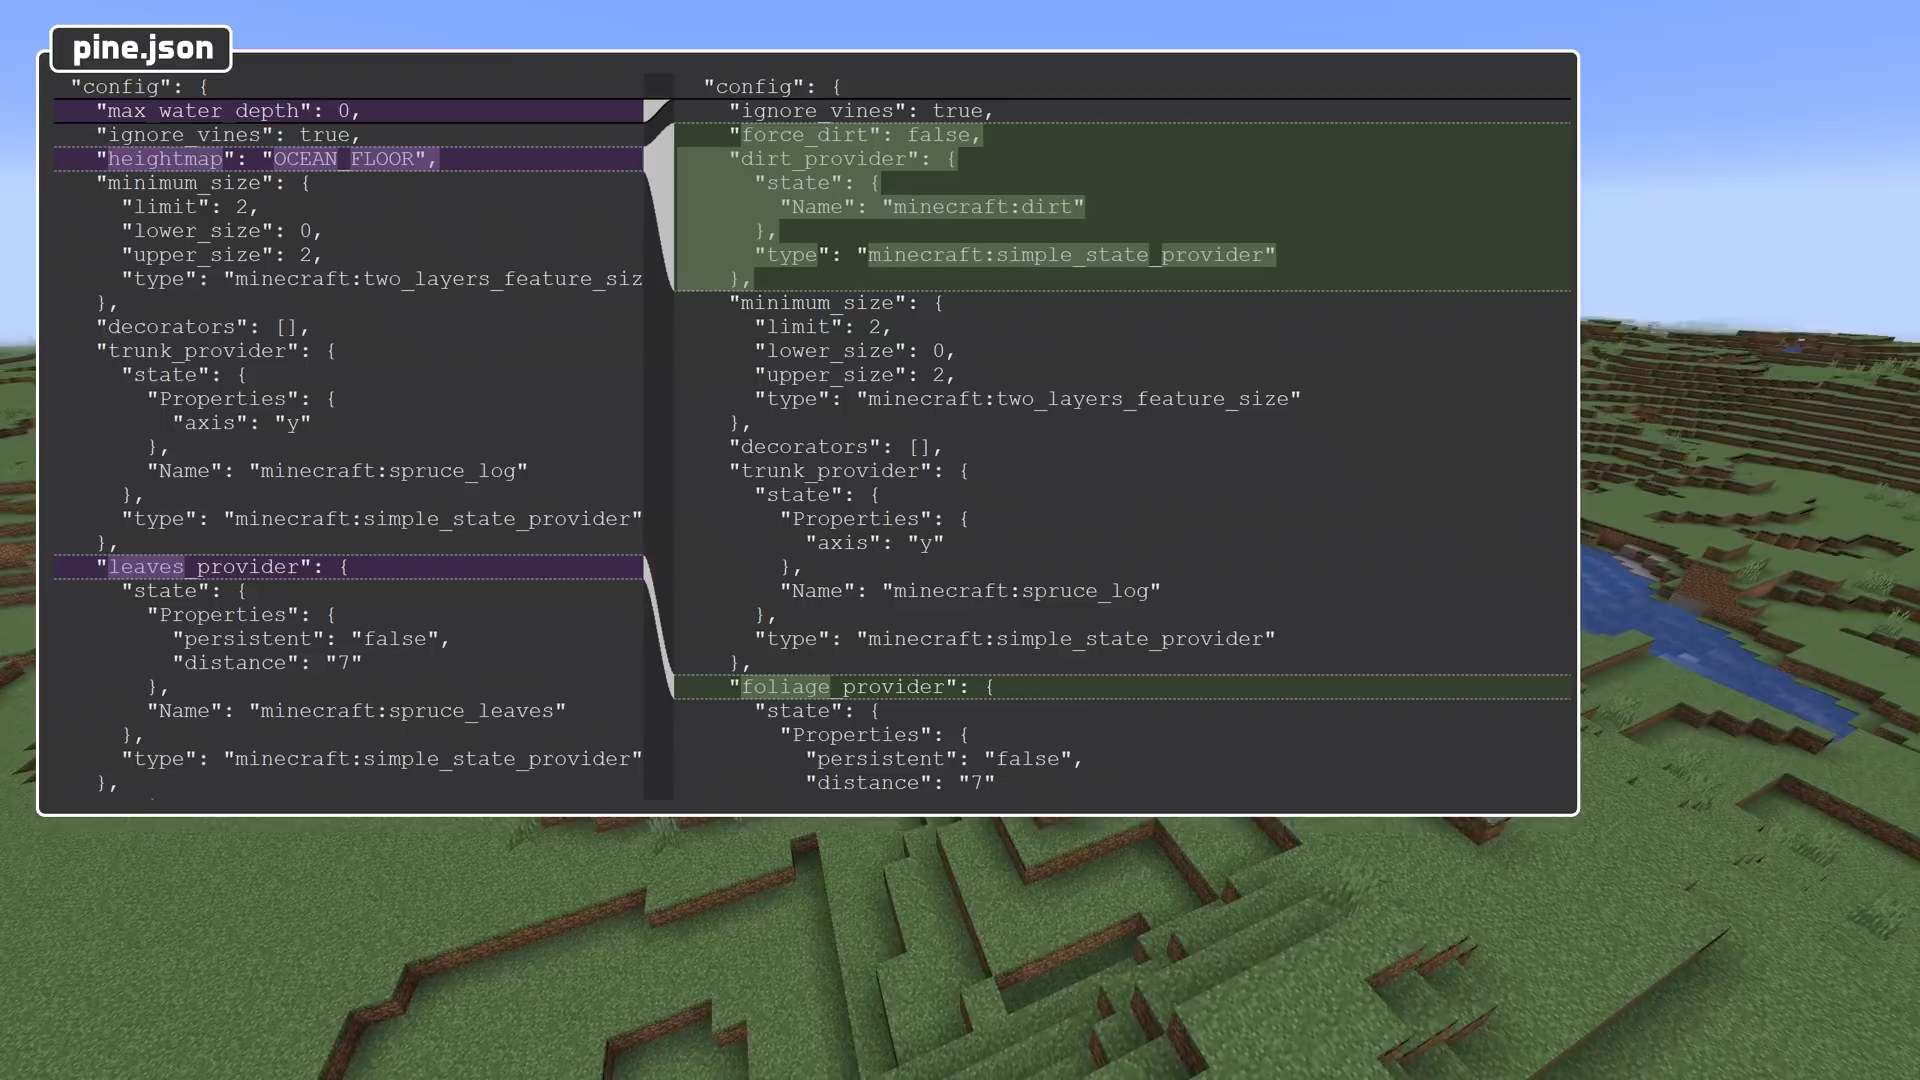 pine.json
"config": {
"max_water_depth": 0,
"ignore_vines": true,
"heightmap": "OCEAN_FLOOR",
"minimum_size": {
"limit": 2,
"lower_size": 0,
"upper_size": 2,
"type": "minecraft:two_layers_feature_siz
},
"decorators": [],
"trunk_provider": {
"state": {
"Properties": {
"axis": "y"
},
"Name": "minecraft:spruce_log"
},
"type": "minecraft:simple_state_provider"
},
"leaves_provider": {
"state": {
"Properties": {
"persistent": "false",
"distance": "7"
},
"Name": "minecraft:spruce_leaves"
},
"type": "minecraft:simple_state_provider"
},
"config": {
"ignore_vines": true,
"force_dirt": false,
"dirt_provider": {
"state": {
"Name": "minecraft:dirt"
},
"type": "minecraft:simple_state_provider"
},
"minimum_size": {
"limit": 2,
"lower_size": 0,
"upper_size": 2,
"type": "minecraft:two_layers_feature_size"
},
"decorators": [],
"trunk_provider": {
"state": {
"Properties": {
"axis": "y"
},
"Name": "minecraft:spruce_log"
},
"type": "minecraft:simple_state_provider"
},
"foliage_provider": {
"state": {
"Properties": {
"persistent": "false",
"distance": "7"